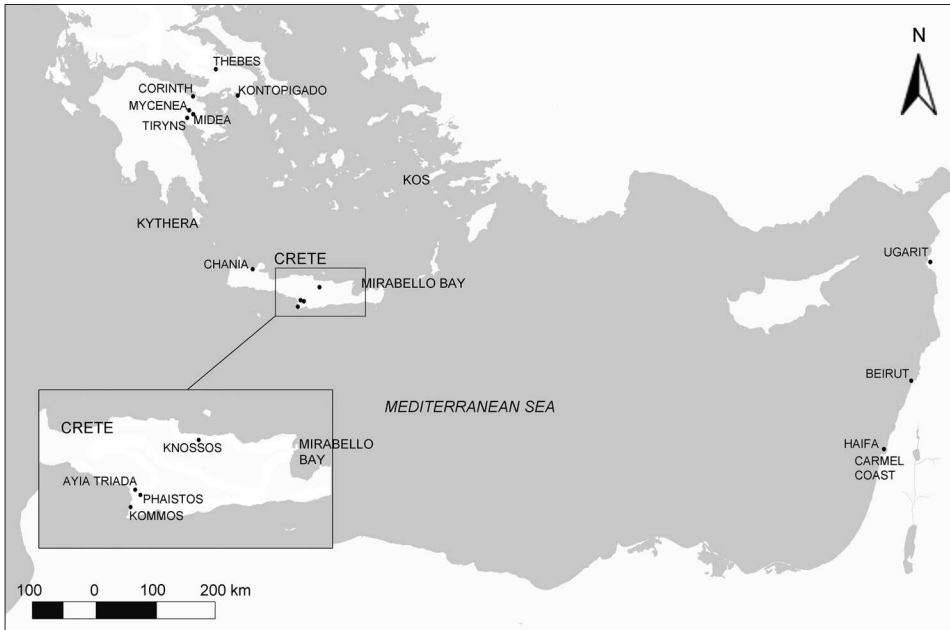 N
THEBES
CORINTH
KONTOPIGADO
MYCENEA
MIDEA
TIRYNS
KOS
KYTHERA
UGARIT
CHANIA
CRETE
MIRABELLO BAY
BEIRUT
MEDITERRANEAN SEA
CRETE
KNOSSOS
MIRABELLO
BAY
HAIFA
CARMEL
COAST
AYIA TRIADA
PHAISTOS
KOMMOS
100 0 100 200 km